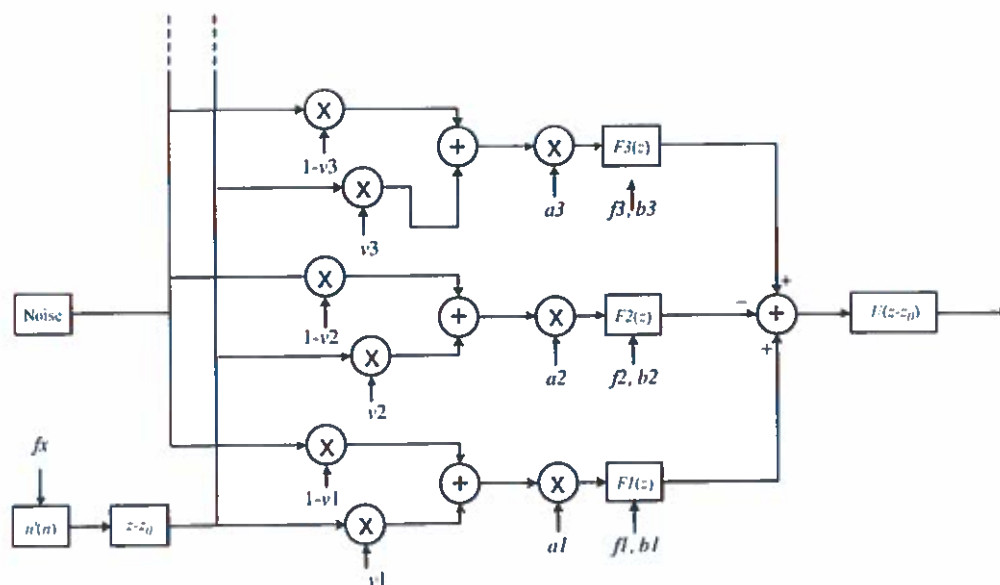 X
1-v3
+
X
F3(z)
X
v3
a3
f3, b3
+
X
Noise
1-v2
+
X
F2(z)
−
+
X
v2
a2
f2, b2
+
fx
X
1-v1
+
X
F1(z)
z-z0
X
v1
a1
f1, b1